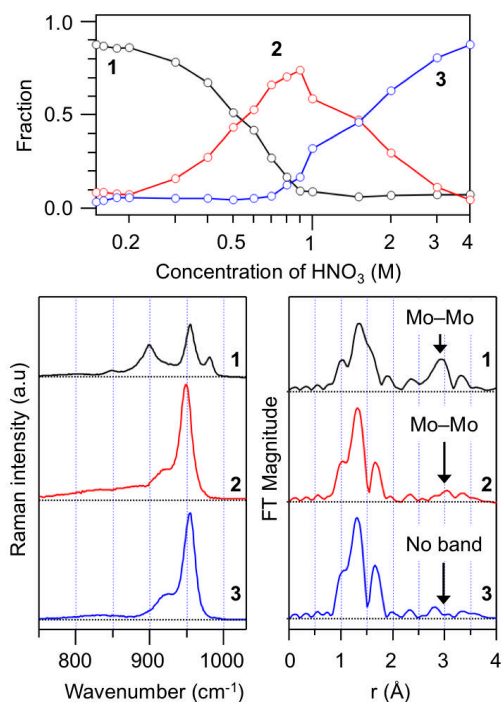 1.0
0.5
0.0
Fraction
1
2
3
0.2
0.5
1
2
3
4
Concentration of HNO₃ (M)
Raman intensity (a.u)
1
2
3
800
900
1000
Wavenumber (cm⁻¹)
FT Magnitude
Mo–Mo
1
Mo–Mo
2
No band
3
0
1
2
3
4
r (Å)